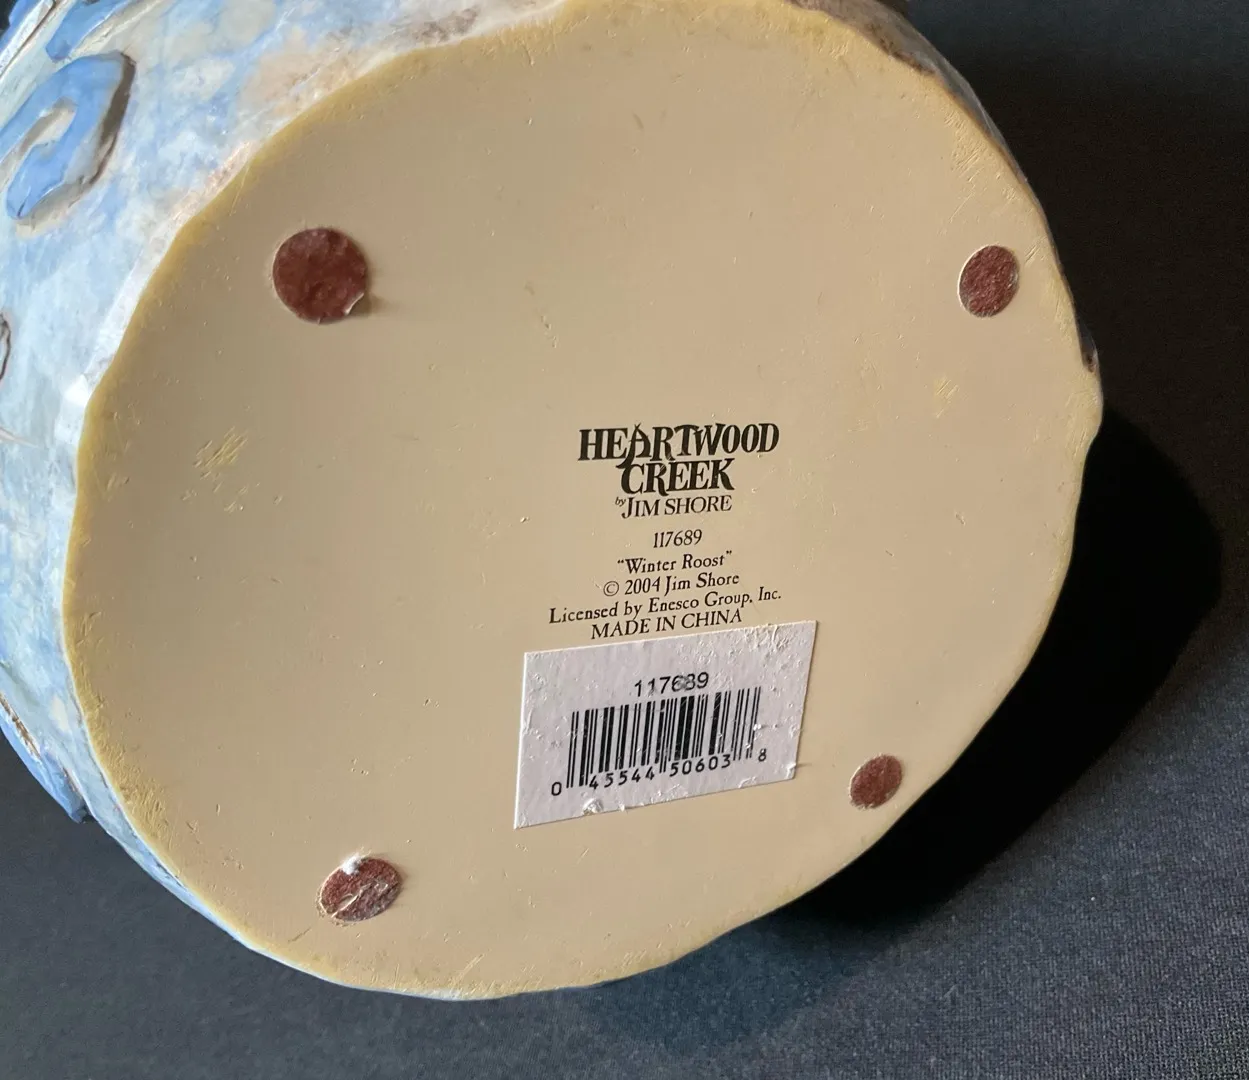 HEARTWOOD
CREEK
by JIM SHORE
117689
"Winter Roost"
© 2004 Jim Shore
Licensed by Enesco Group, Inc.
MADE IN CHINA
117689
0 45544 50603 8